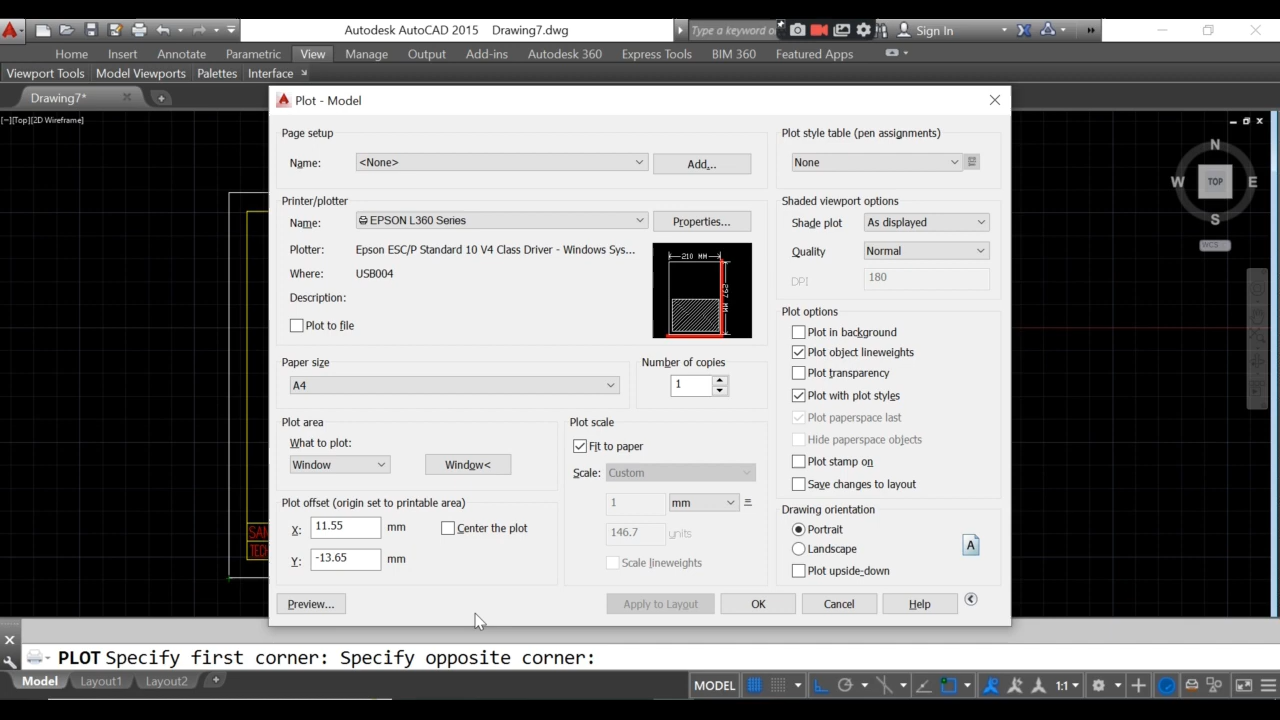 Autodesk AutoCAD 2015 Drawing7.dwg
Type a keyword o
Sign In
Home Insert Annotate Parametric View Manage Output Add-ins Autodesk 360 Express Tools BIM 360 Featured Apps
Viewport Tools Model Viewports Palettes Interface
Drawing7*
[−][Top][2D Wireframe]
N
W TOP E
S
WCS
SAN
TECH
Plot - Model
Page setup
Name: <None> Add...
Printer/plotter
Name: EPSON L360 Series Properties...
Plotter: Epson ESC/P Standard 10 V4 Class Driver - Windows Sys...
Where: USB004
Description:
Plot to file
210 MM
297 MM
Paper size
A4
Number of copies
1
Plot area
What to plot:
Window Window<
Plot offset (origin set to printable area)
X: 11.55 mm Center the plot
Y: -13.65 mm
Plot scale
Fit to paper
Scale: Custom
1 mm =
146.7 units
Scale lineweights
Plot style table (pen assignments)
None
Shaded viewport options
Shade plot As displayed
Quality Normal
DPI 180
Plot options
Plot in background
Plot object lineweights
Plot transparency
Plot with plot styles
Plot paperspace last
Hide paperspace objects
Plot stamp on
Save changes to layout
Drawing orientation
Portrait
Landscape
Plot upside-down
A
Preview... Apply to Layout OK Cancel Help
PLOT Specify first corner: Specify opposite corner:
Model Layout1 Layout2
MODEL 1:1